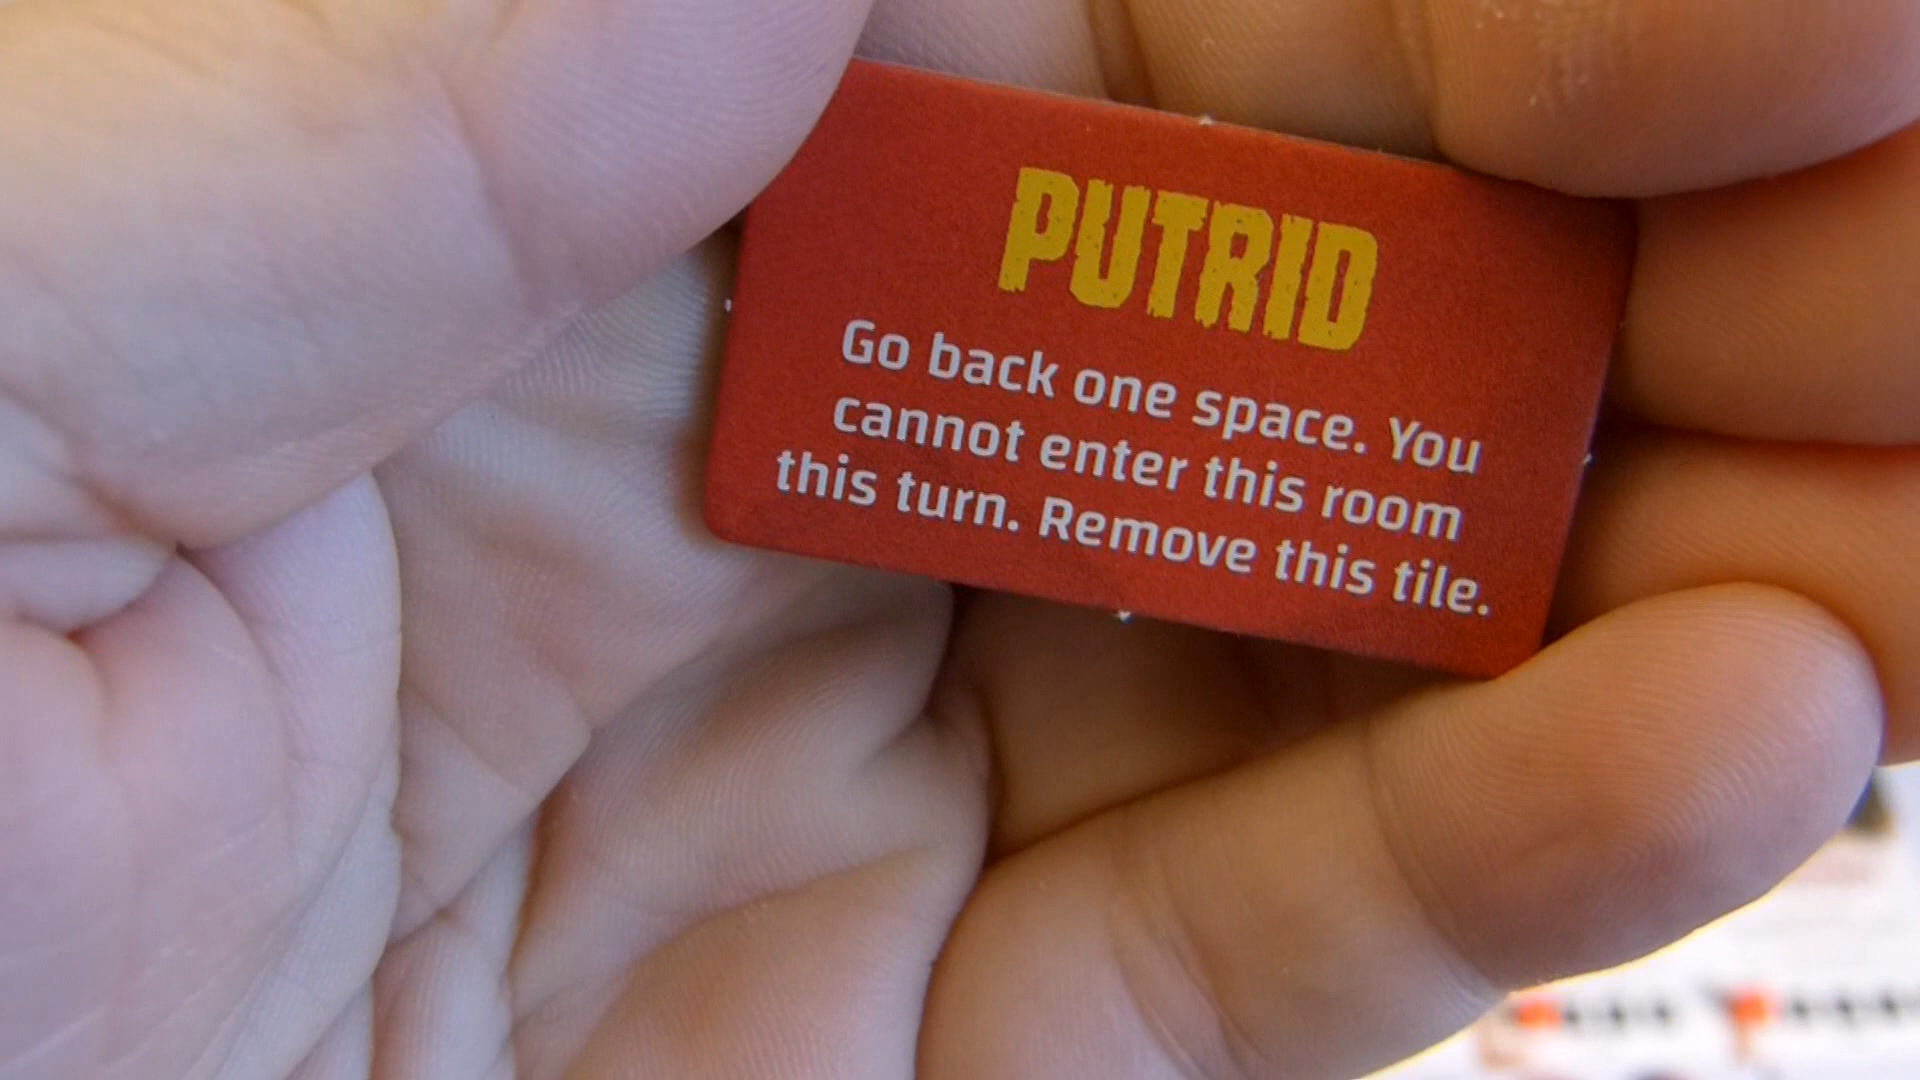 PUTRID
Go back one space. You
cannot enter this room
this turn. Remove this tile.